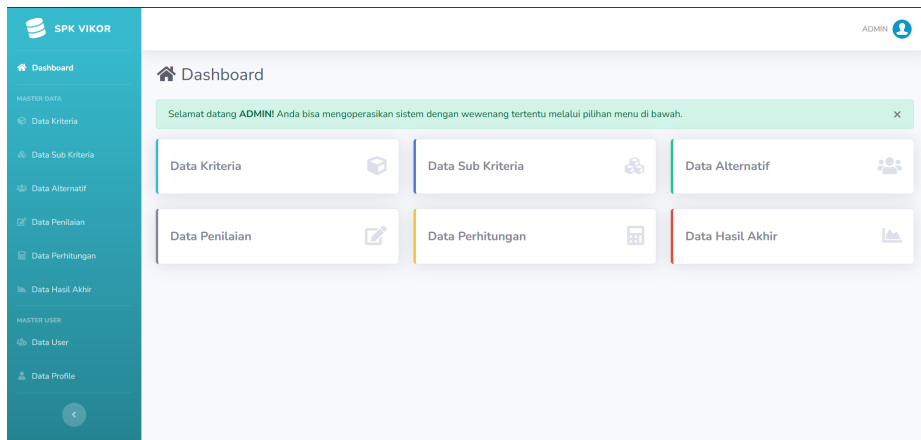 SPK VIKOR
ADMIN
Dashboard
MASTER DATA
Data Kriteria
Data Sub Kriteria
Data Alternatif
Data Penilaian
Data Perhitungan
Data Hasil Akhir
MASTER USER
Data User
Data Profile
Dashboard
Selamat datang ADMIN! Anda bisa mengoperasikan sistem dengan wewenang tertentu melalui pilihan menu di bawah.
Data Kriteria
Data Sub Kriteria
Data Alternatif
Data Penilaian
Data Perhitungan
Data Hasil Akhir